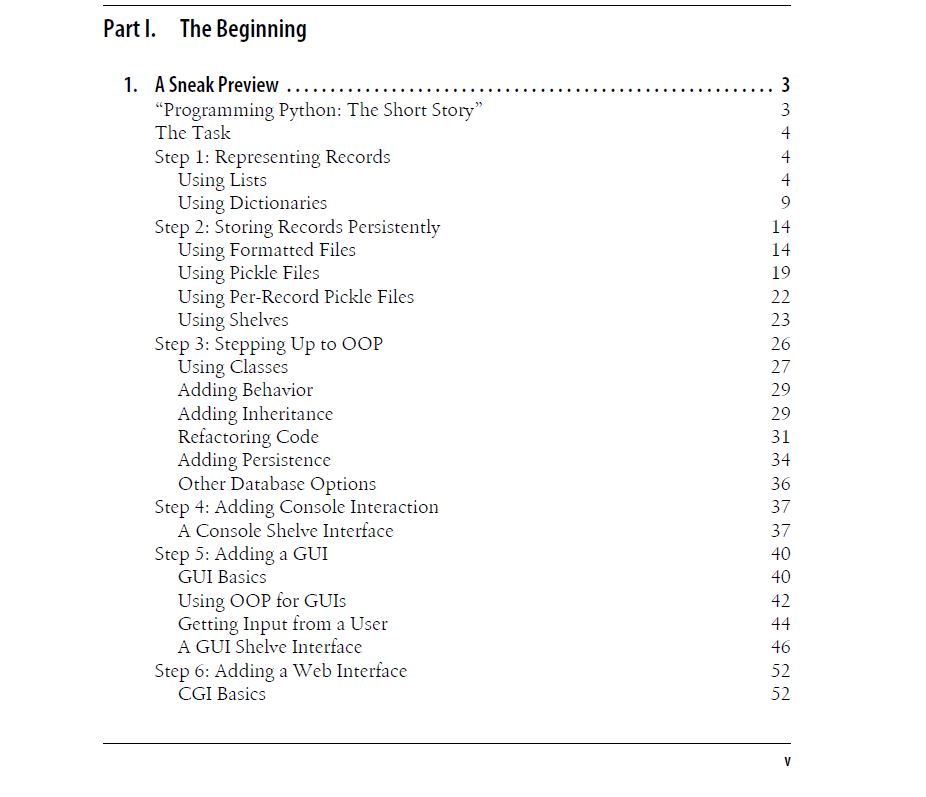 Part I. The Beginning
1. A Sneak Preview ........................................................ 3
“Programming Python: The Short Story” 3
The Task 4
Step 1: Representing Records 4
Using Lists 4
Using Dictionaries 9
Step 2: Storing Records Persistently 14
Using Formatted Files 14
Using Pickle Files 19
Using Per-Record Pickle Files 22
Using Shelves 23
Step 3: Stepping Up to OOP 26
Using Classes 27
Adding Behavior 29
Adding Inheritance 29
Refactoring Code 31
Adding Persistence 34
Other Database Options 36
Step 4: Adding Console Interaction 37
A Console Shelve Interface 37
Step 5: Adding a GUI 40
GUI Basics 40
Using OOP for GUIs 42
Getting Input from a User 44
A GUI Shelve Interface 46
Step 6: Adding a Web Interface 52
CGI Basics 52
v